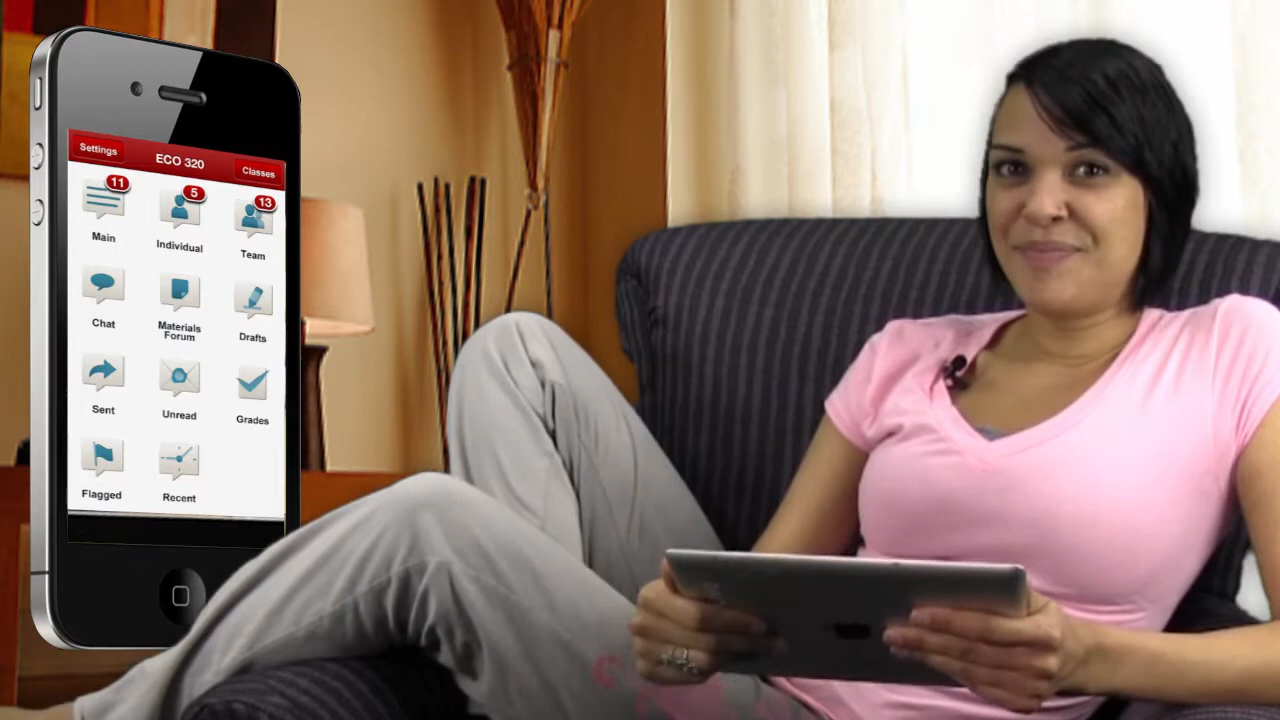 Settings ECO 320 Classes
11 5 13
Main Individual Team
Chat Materials Forum Drafts
Sent Unread Grades
Flagged Recent